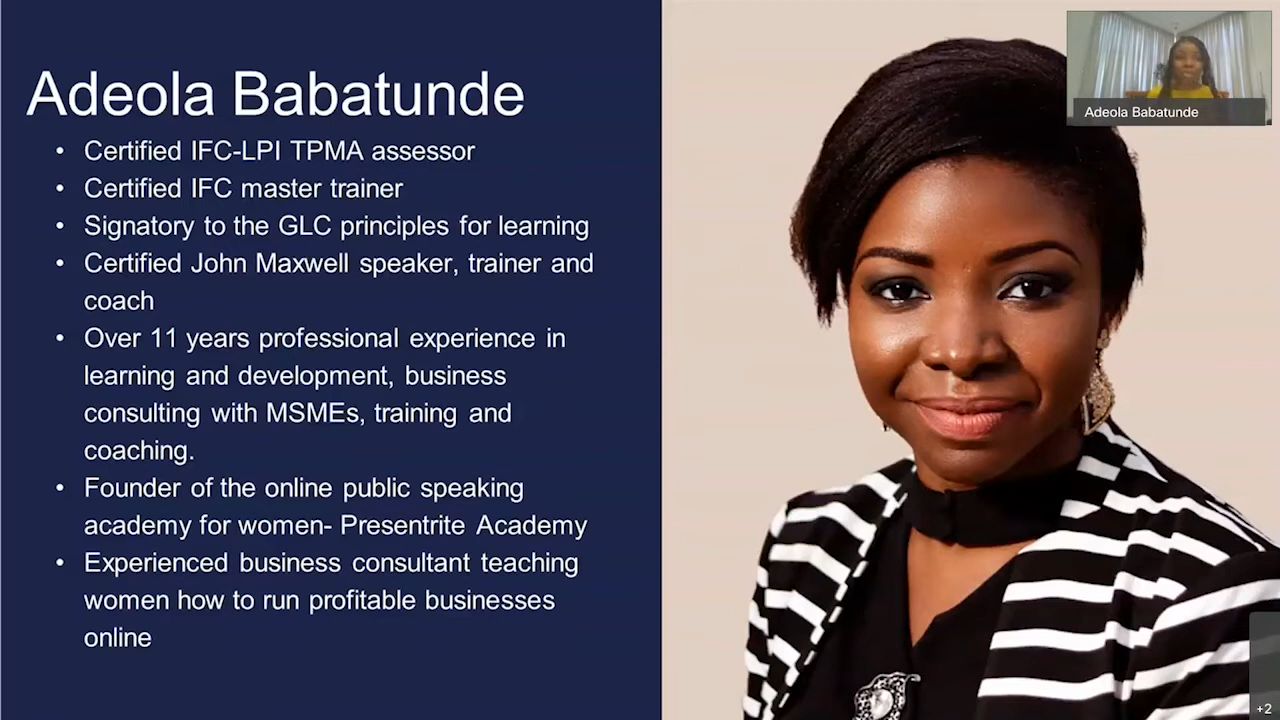 Adeola Babatunde
• Certified IFC-LPI TPMA assessor
• Certified IFC master trainer
• Signatory to the GLC principles for learning
• Certified John Maxwell speaker, trainer and
coach
• Over 11 years professional experience in
learning and development, business
consulting with MSMEs, training and
coaching.
• Founder of the online public speaking
academy for women- Presentrite Academy
• Experienced business consultant teaching
women how to run profitable businesses
online
Adeola Babatunde
+2